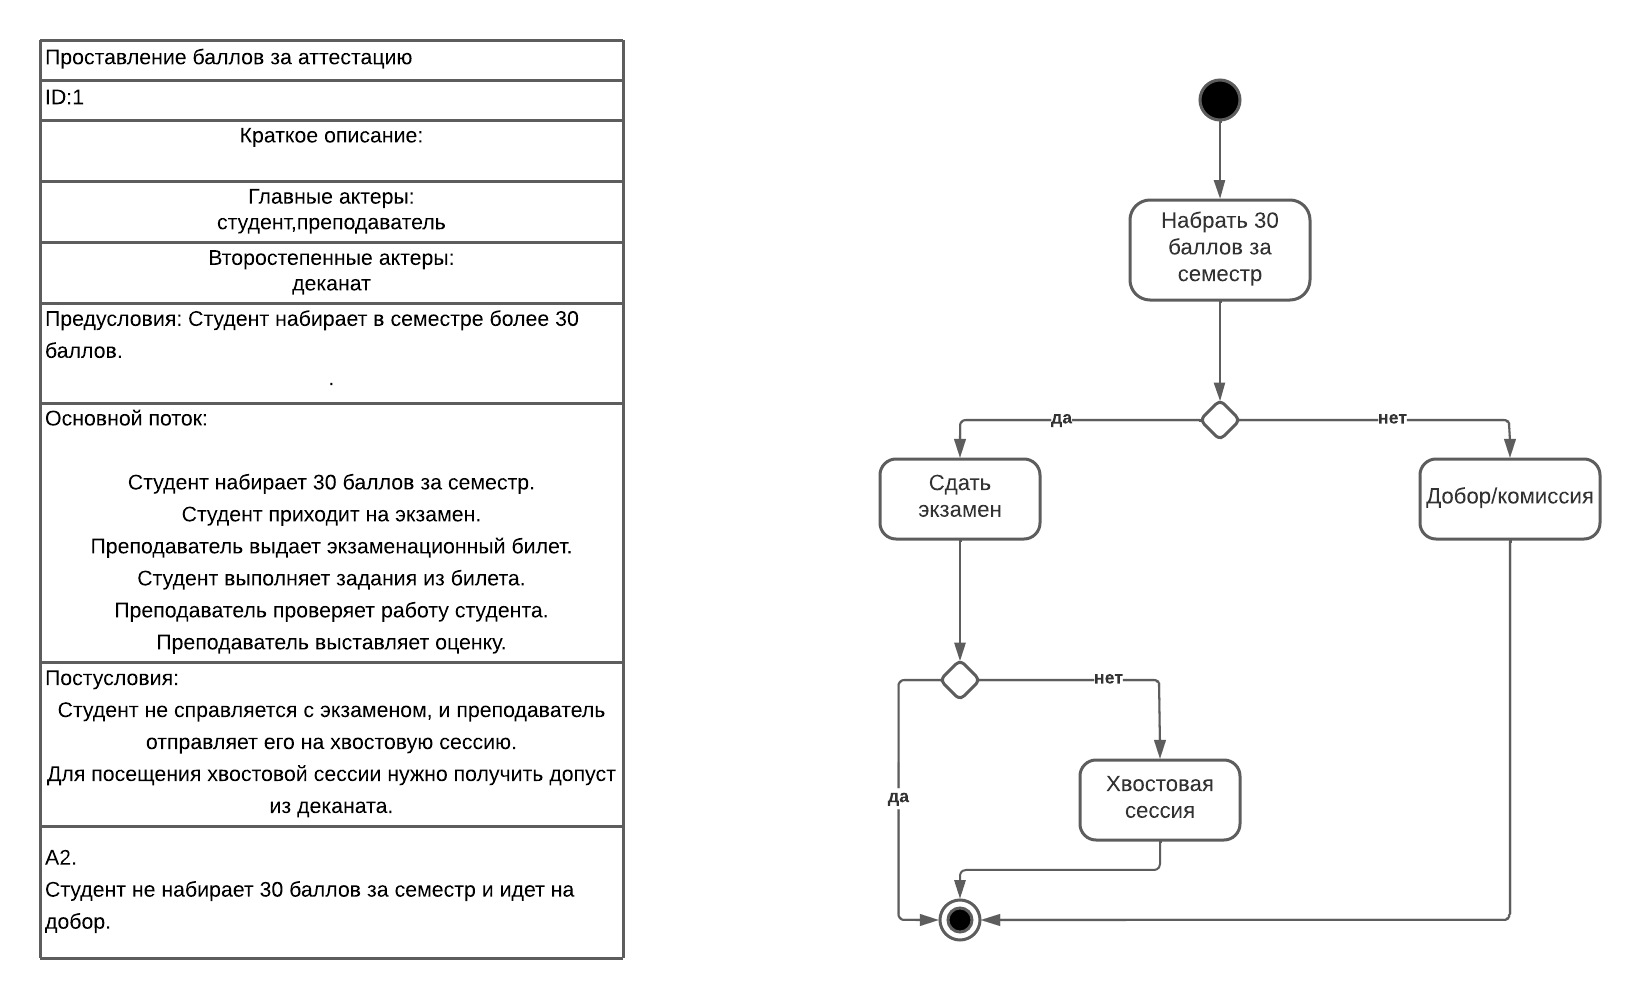 Проставление баллов за аттестацию
ID:1
Краткое описание:
Главные актеры:
студент,преподаватель
Второстепенные актеры:
деканат
Предусловия: Студент набирает в семестре более 30
баллов.
.
Основной поток:
Студент набирает 30 баллов за семестр.
Студент приходит на экзамен.
Преподаватель выдает экзаменационный билет.
Студент выполняет задания из билета.
Преподаватель проверяет работу студента.
Преподаватель выставляет оценку.
Постусловия:
Студент не справляется с экзаменом, и преподаватель
отправляет его на хвостовую сессию.
Для посещения хвостовой сессии нужно получить допуст
из деканата.
А2.
Студент не набирает 30 баллов за семестр и идет на
добор.
Набрать 30
баллов за
семестр
да
нет
Сдать
экзамен
Добор/комиссия
нет
да
Хвостовая
сессия